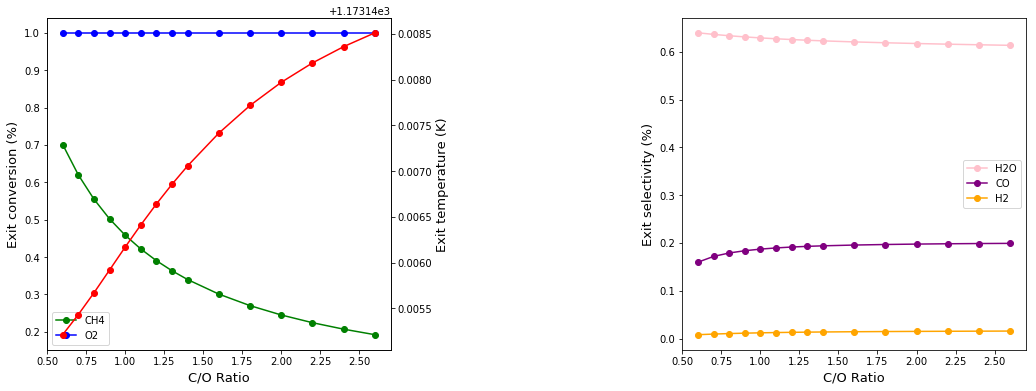 +1.17314e3
1.0
0.9
0.8
0.7
0.6
0.5
0.4
0.3
0.2
Exit conversion (%)
0.0085
0.0080
0.0075
0.0070
0.0065
0.0060
0.0055
Exit temperature (K)
CH4
O2
0.50 0.75 1.00 1.25 1.50 1.75 2.00 2.25 2.50
C/O Ratio
0.6
0.5
0.4
0.3
0.2
0.1
0.0
Exit selectivity (%)
H2O
CO
H2
0.50 0.75 1.00 1.25 1.50 1.75 2.00 2.25 2.50
C/O Ratio